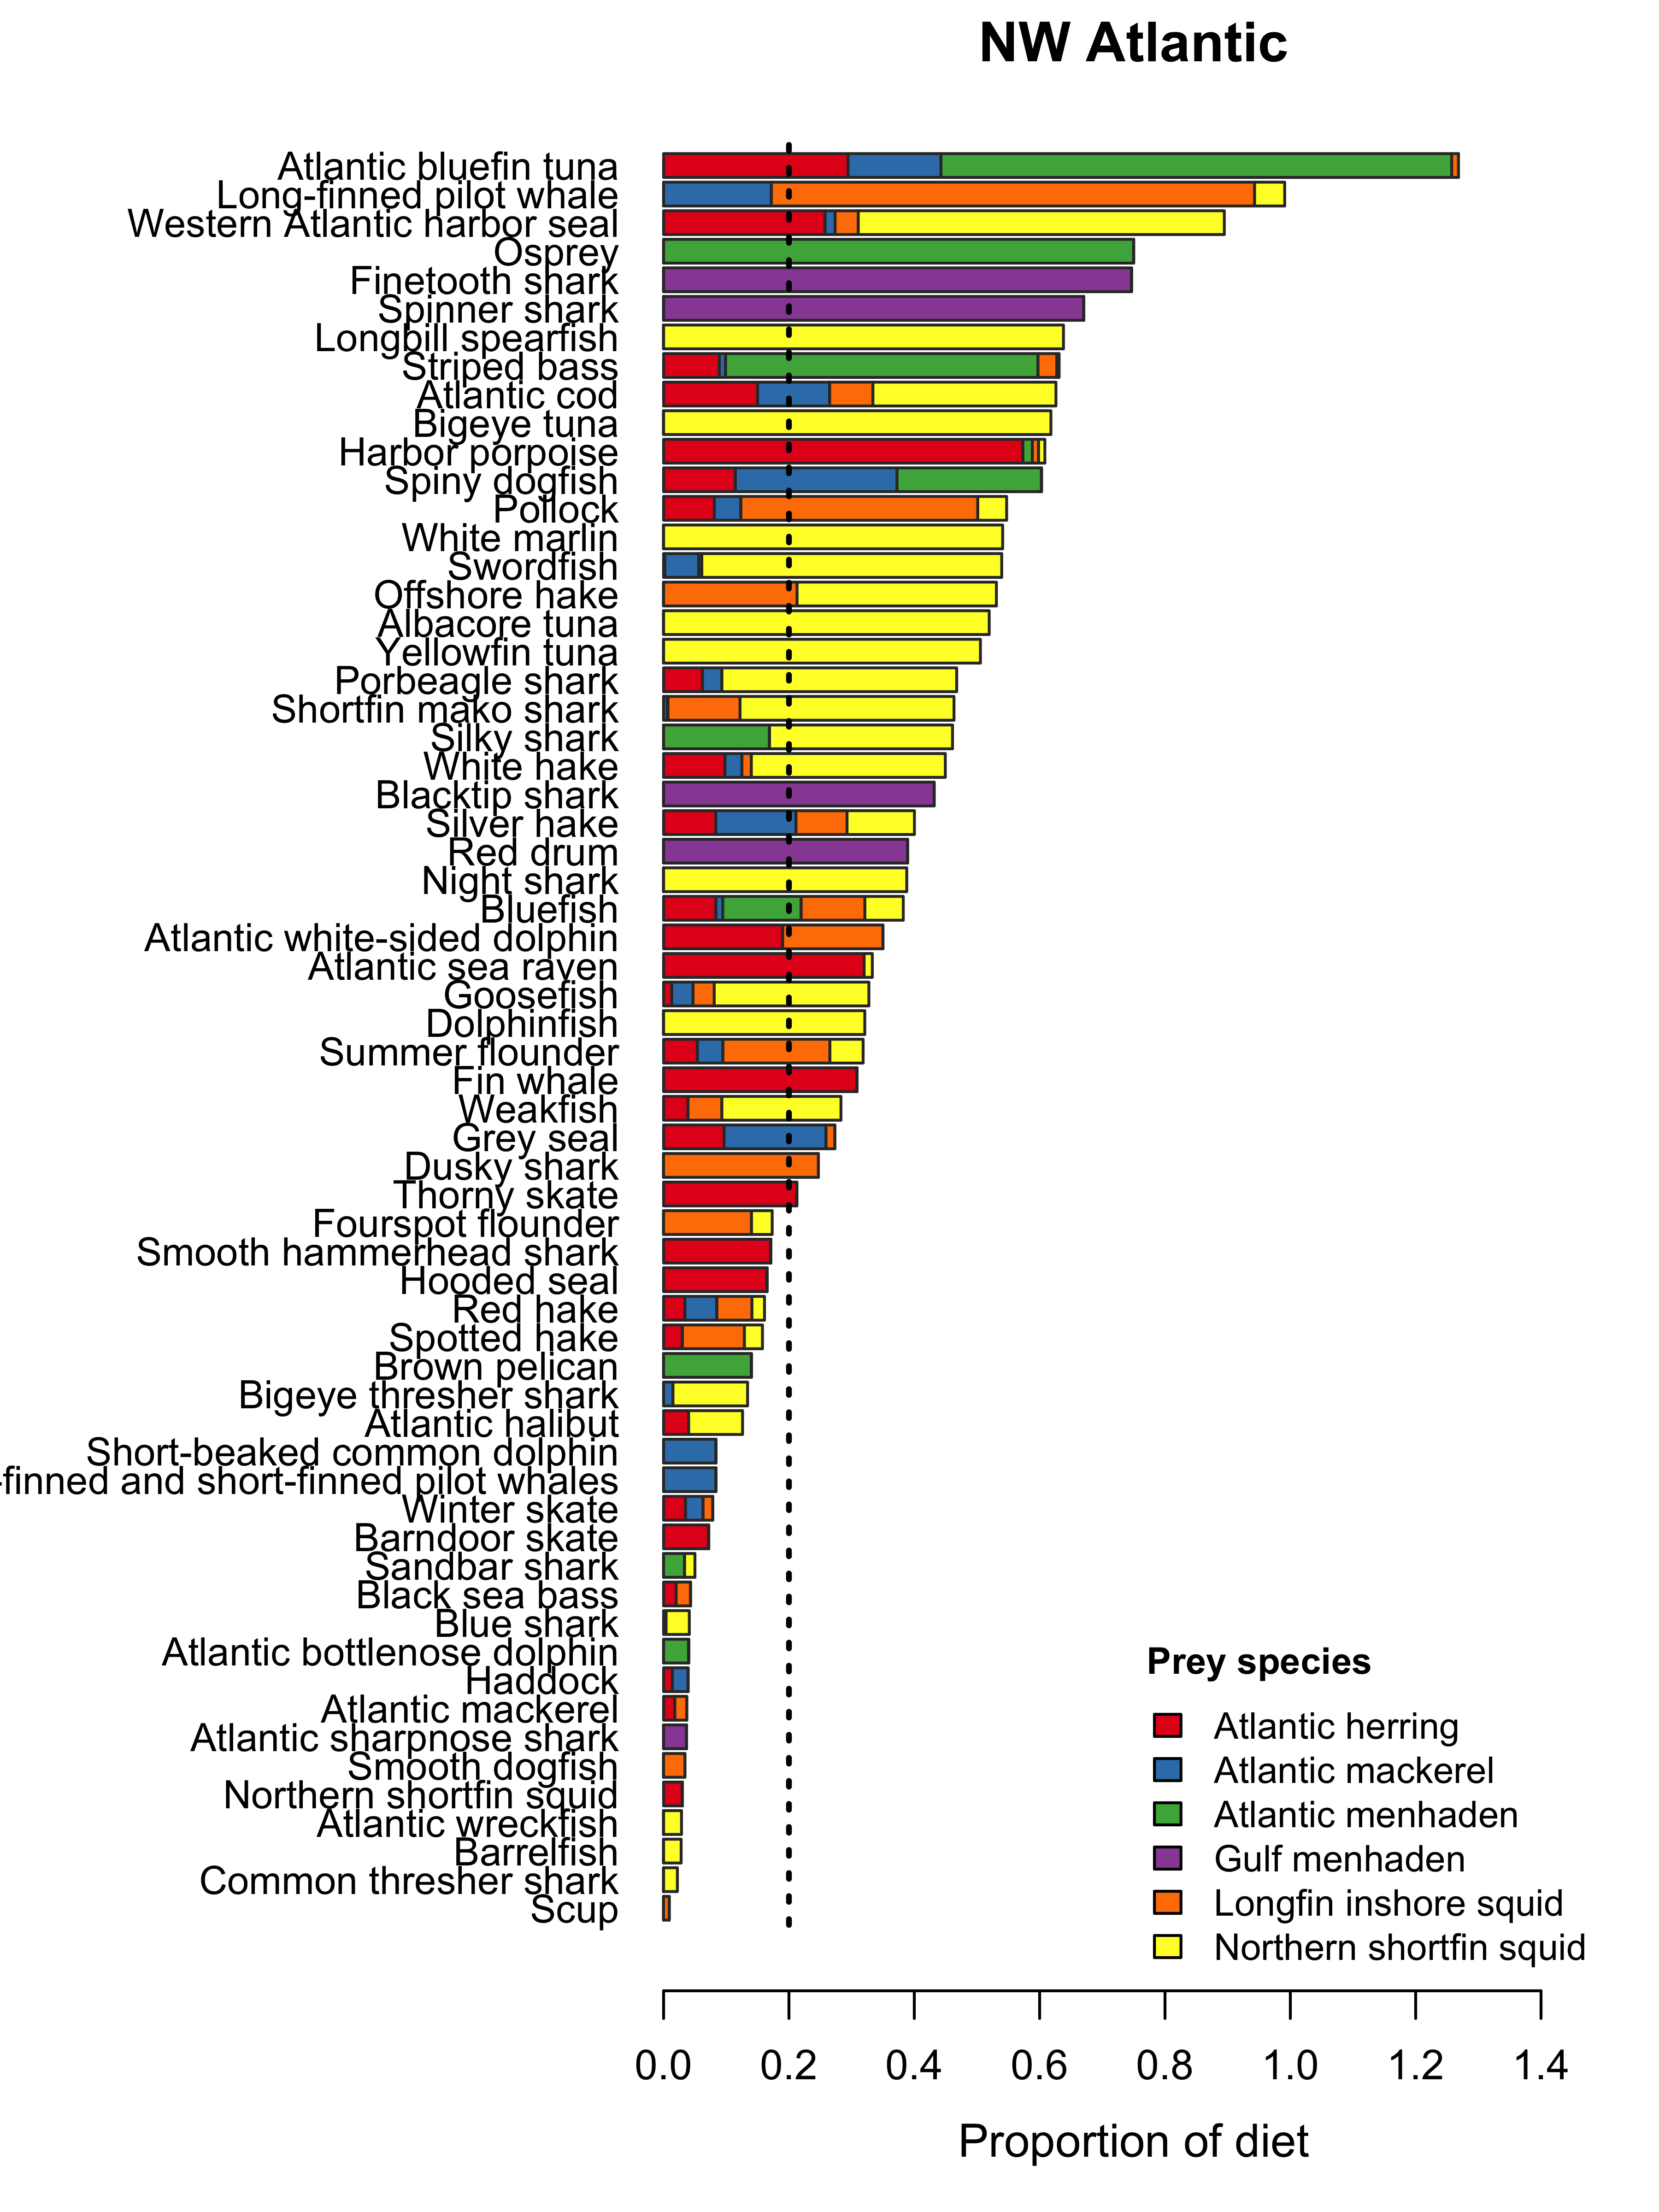 NW Atlantic
Atlantic bluefin tuna
Long-finned pilot whale
Western Atlantic harbor seal
Osprey
Finetooth shark
Spinner shark
Longbill spearfish
Striped bass
Atlantic cod
Bigeye tuna
Harbor porpoise
Spiny dogfish
Pollock
White marlin
Swordfish
Offshore hake
Albacore tuna
Yellowfin tuna
Porbeagle shark
Shortfin mako shark
Silky shark
White hake
Blacktip shark
Silver hake
Red drum
Night shark
Bluefish
Atlantic white-sided dolphin
Atlantic sea raven
Goosefish
Dolphinfish
Summer flounder
Fin whale
Weakfish
Grey seal
Dusky shark
Thorny skate
Fourspot flounder
Smooth hammerhead shark
Hooded seal
Red hake
Spotted hake
Brown pelican
Bigeye thresher shark
Atlantic halibut
Short-beaked common dolphin
-finned and short-finned pilot whales
Winter skate
Barndoor skate
Sandbar shark
Black sea bass
Blue shark
Atlantic bottlenose dolphin
Haddock
Atlantic mackerel
Atlantic sharpnose shark
Smooth dogfish
Northern shortfin squid
Atlantic wreckfish
Barrelfish
Common thresher shark
Scup
Prey species
Atlantic herring
Atlantic mackerel
Atlantic menhaden
Gulf menhaden
Longfin inshore squid
Northern shortfin squid
0.0 0.2 0.4 0.6 0.8 1.0 1.2 1.4
Proportion of diet